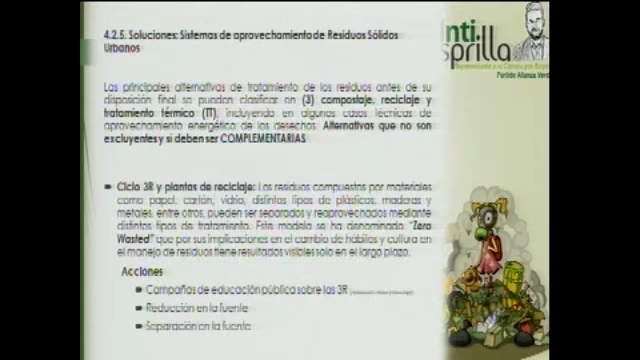 4.2.5. Soluciones: Sistemas de aprovechamiento de Residuos Sólidos
Urbanos
nti.
sprilla
Partido Alianza Verd
Las principales alternativas de tratamiento de los residuos antes de su
disposición final se pueden clasificar en (3) compostaje, reciclaje y
tratamiento térmico (TT), incluyendo en algunos casos técnicas de
aprovechamiento energético de los desechos. Alternativas que no son
excluyentes y si deben ser COMPLEMENTARIAS
Ciclo 3R y plantas de reciclaje: Los residuos compuestos por materiales
como papel, cartón, vidrio, distintos tipos de plásticos, maderas y
metales, entre otros, pueden ser separados y reaprovechados mediante
distintos tipos de tratamiento. Este modelo se ha denominado "Zero
Wasted" que por sus implicaciones en el cambio de hábitos y cultura en
el manejo de residuos tiene resultados visibles solo en el largo plazo.
Acciones
Campañas de educación pública sobre las 3R
Reducción en la fuente
Separación en la fuente